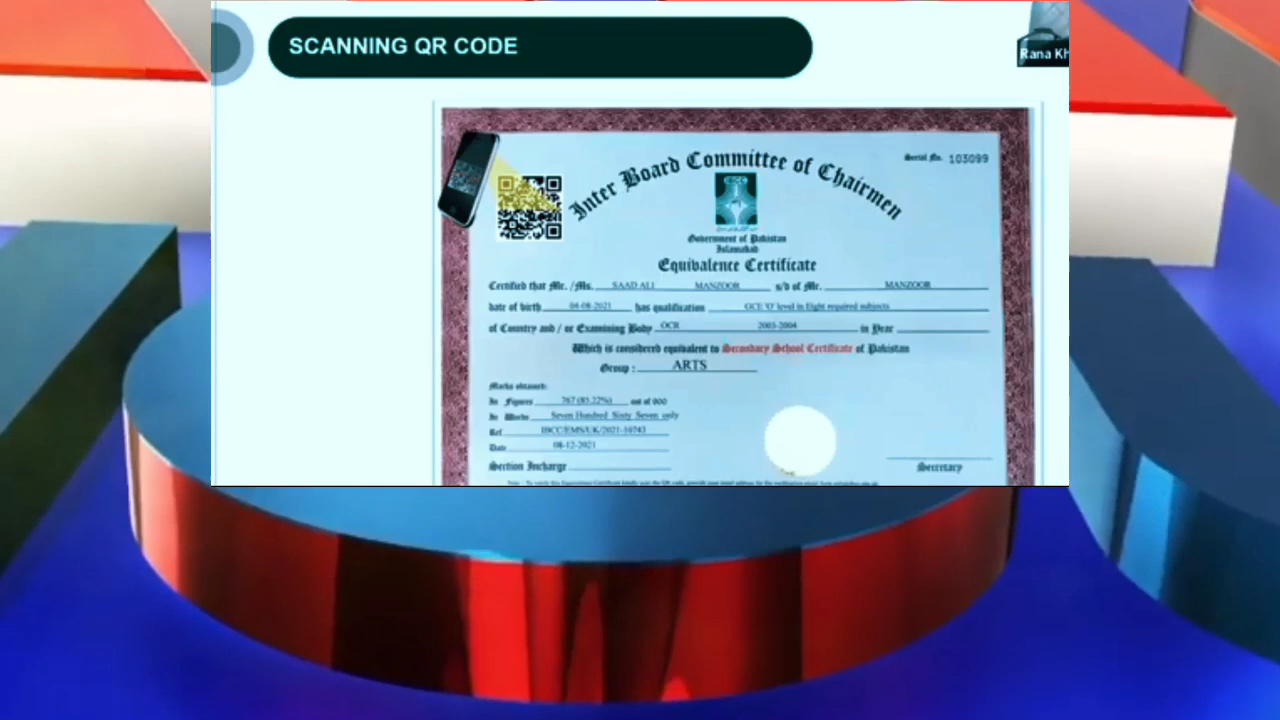 SCANNING QR CODE
Rana Kh
Serial No. 103099
Inter Board Committee of Chairmen
Government of Pakistan
Islamabad
Equivalence Certificate
Certified that Mr. /Ms. SAAD ALI MANZOOR s/d of Mr. MANZOOR
date of birth 04-08-2021 has qualification GCE 'O' level in Eight required subjects
of Country and / or Examining Body OCR 2003-2004 in Year
Which is considered equivalent to Secondary School Certificate of Pakistan
Group : ARTS
Marks obtained:
In Figures 767 (85.22%) out of 900
In Words Seven Hundred Sixty Seven only
Ref IBCC/EMS/UK/2021-10743
Date 08-12-2021
Section Incharge
Secretary